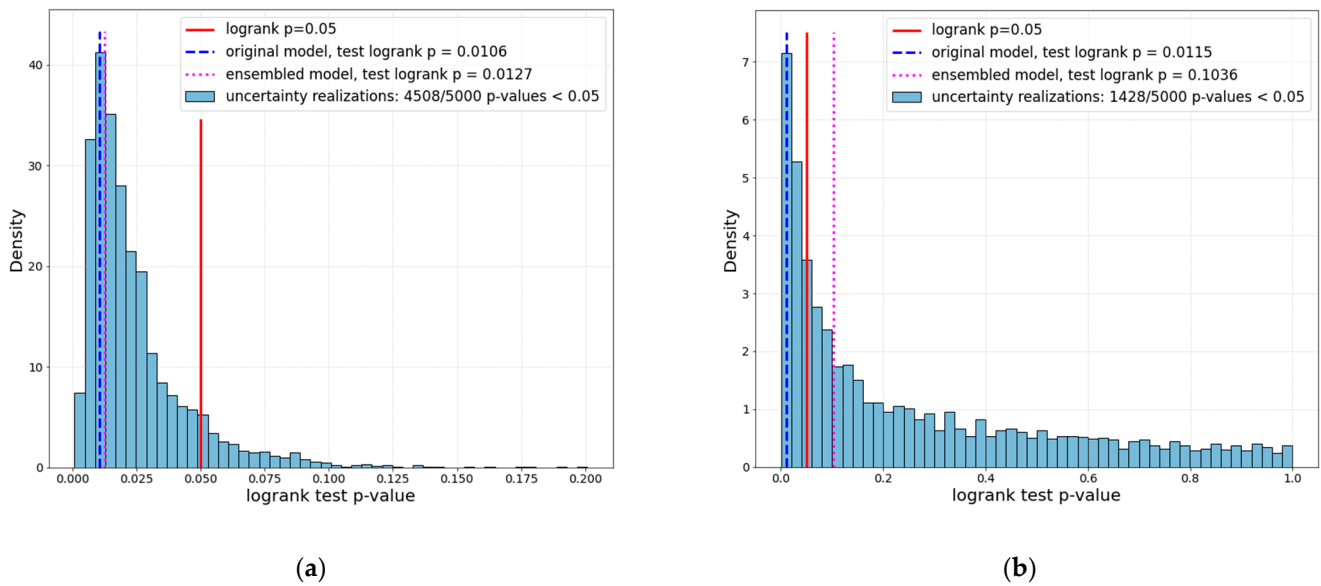 logrank p=0.05
original model, test logrank p = 0.0106
ensembled model, test logrank p = 0.0127
uncertainty realizations: 4508/5000 p-values < 0.05
Density
40
30
20
10
0
0.000 0.025 0.050 0.075 0.100 0.125 0.150 0.175 0.200
logrank test p-value
(a)
logrank p=0.05
original model, test logrank p = 0.0115
ensembled model, test logrank p = 0.1036
uncertainty realizations: 1428/5000 p-values < 0.05
Density
7
6
5
4
3
2
1
0
0.0 0.2 0.4 0.6 0.8 1.0
logrank test p-value
(b)